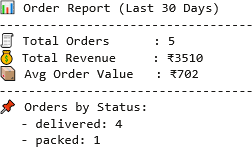 📊 Order Report (Last 30 Days)
----------------------------------
🧾 Total Orders     : 5
💰 Total Revenue    : ₹3510
📦 Avg Order Value  : ₹702
----------------------------------
📌 Orders by Status:
   - delivered: 4
   - packed: 1